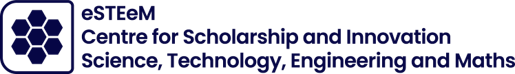 eSTEeM
Centre for Scholarship and Innovation
Science, Technology, Engineering and Maths